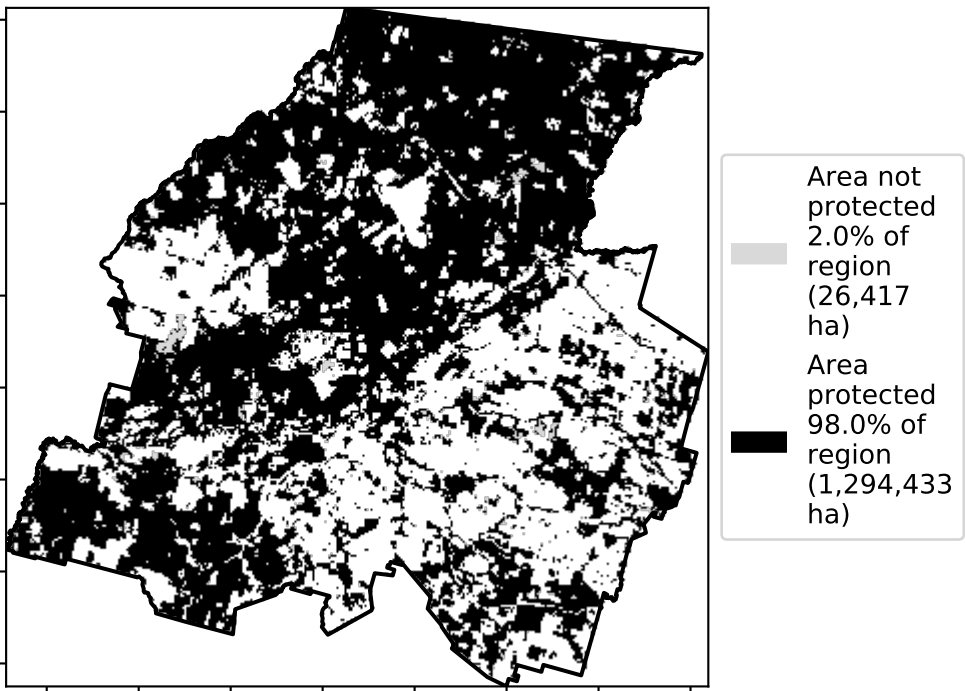 Area not
protected
2.0% of
region
(26,417
ha)
Area
protected
98.0% of
region
(1,294,433
ha)